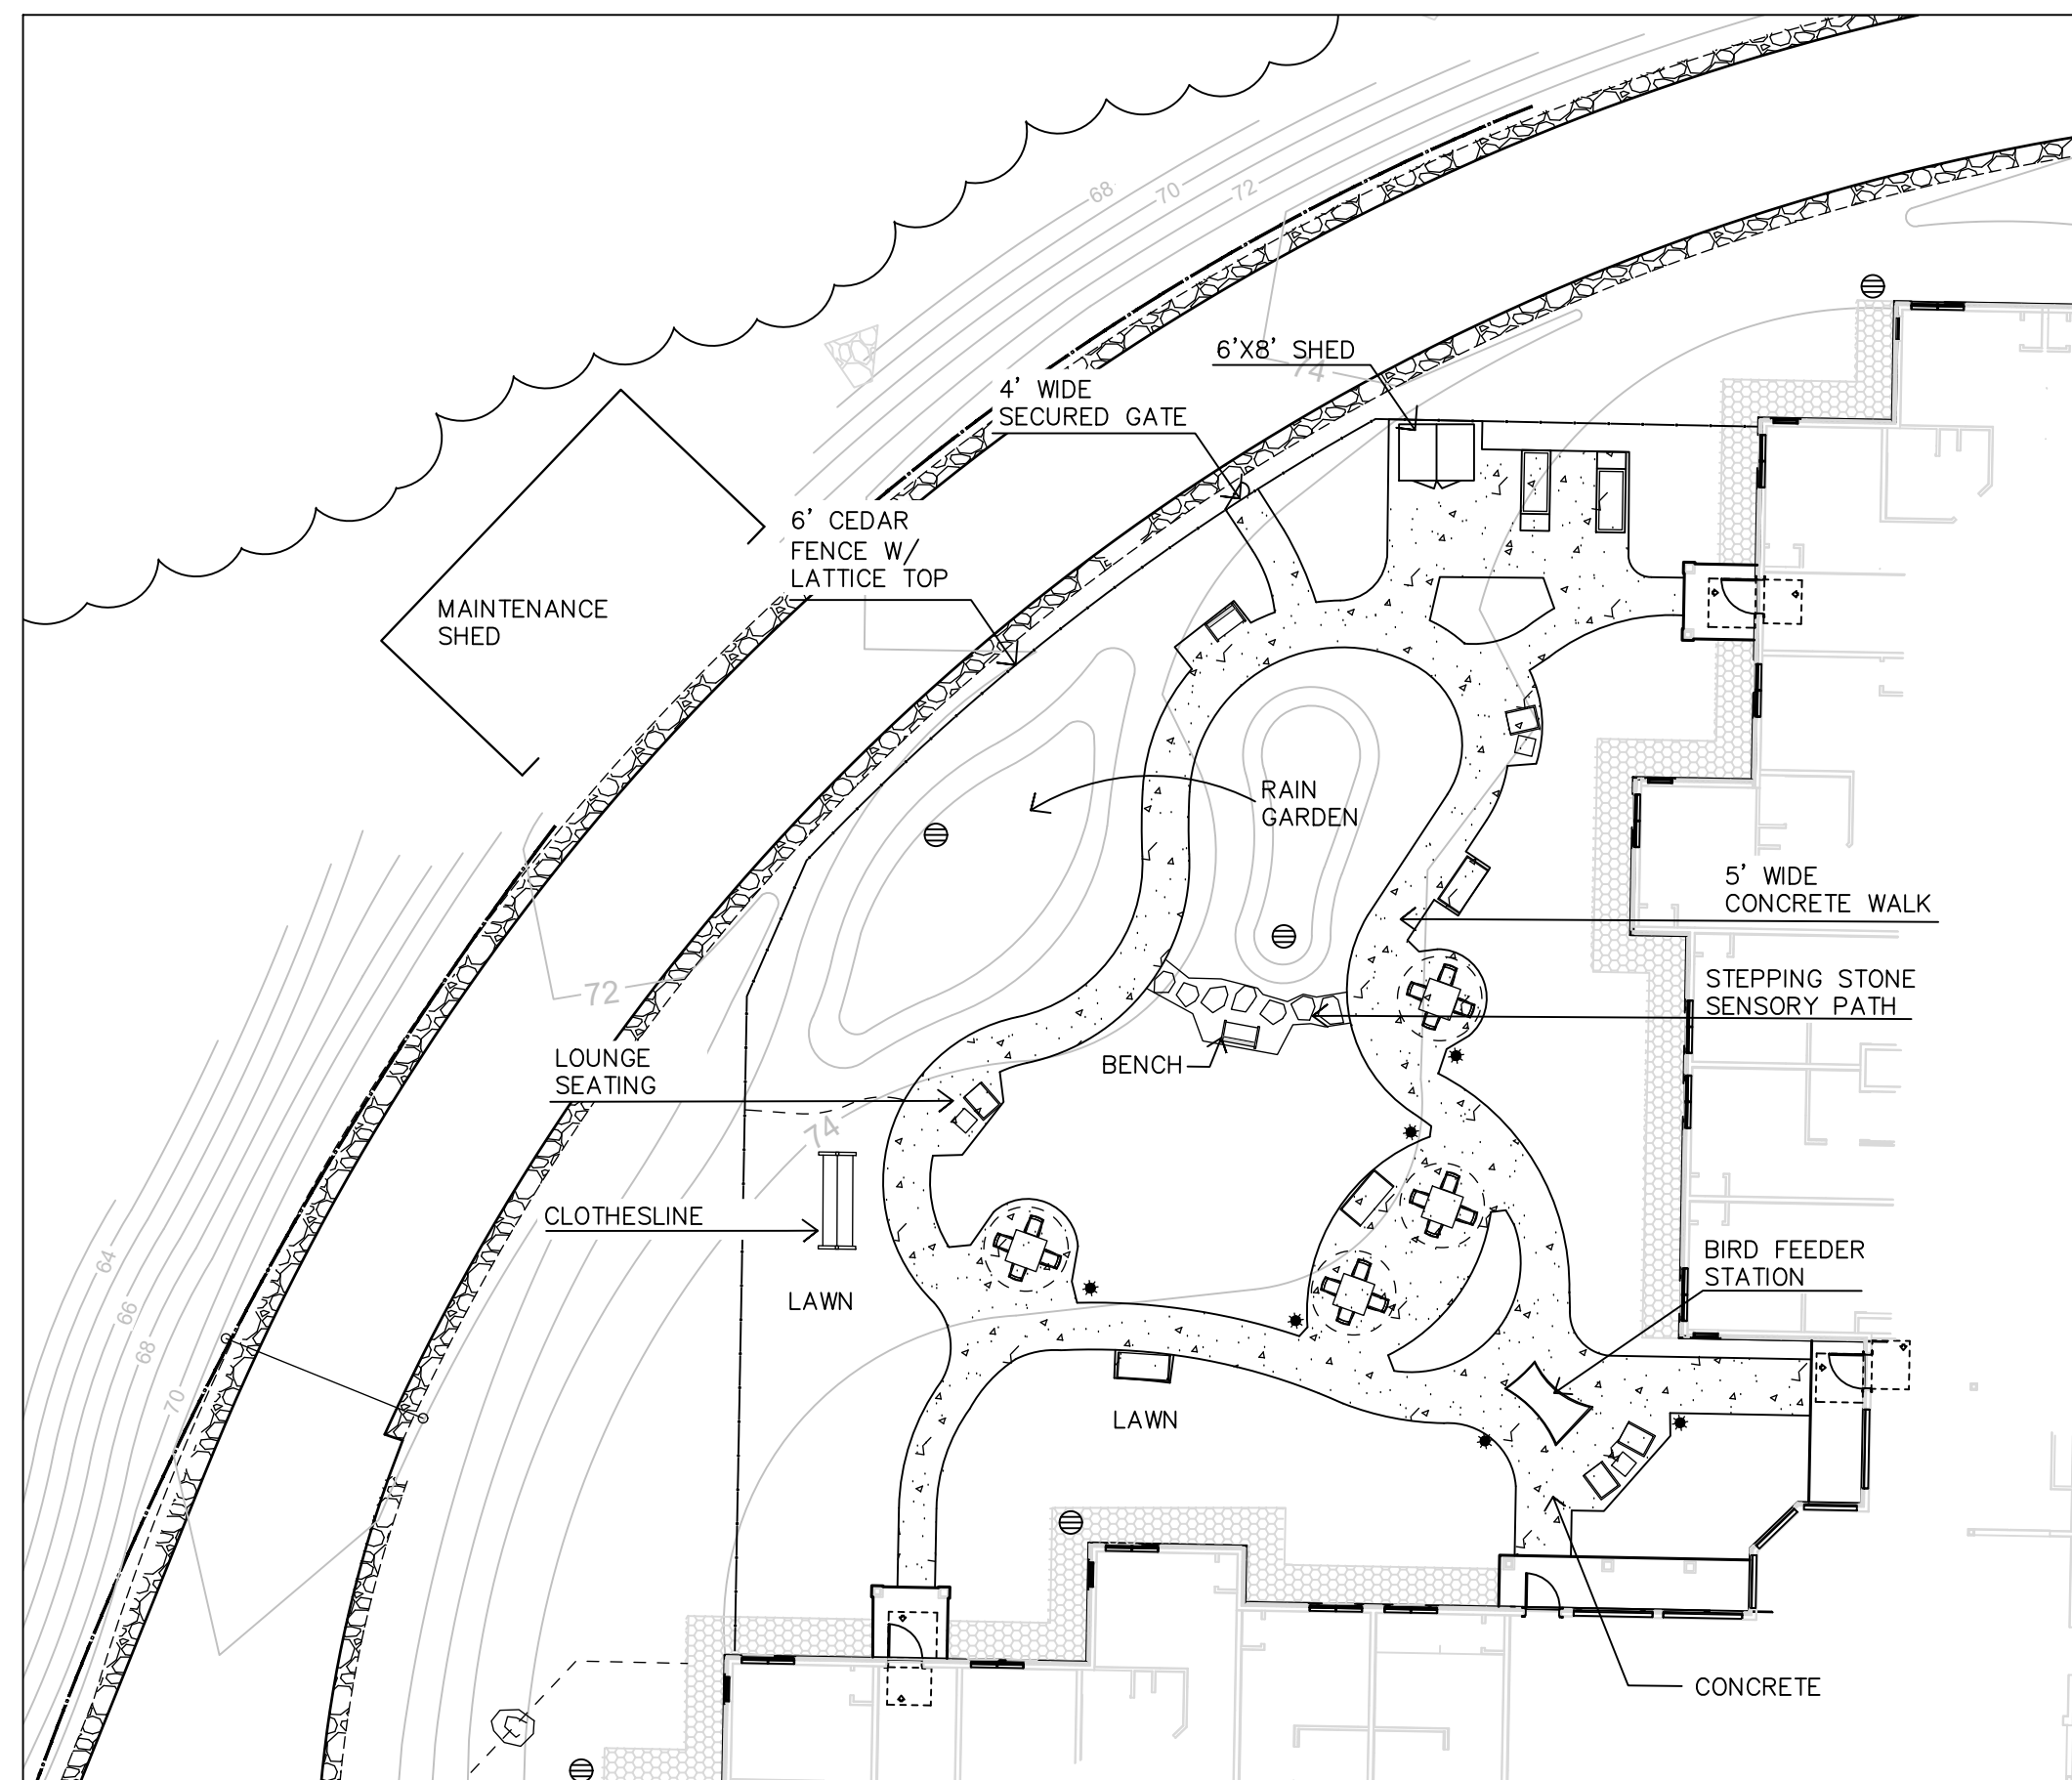 68
70
72
6'X8' SHED
74
4' WIDE
SECURED GATE
6' CEDAR
FENCE W/
LATTICE TOP
MAINTENANCE
SHED
RAIN
GARDEN
5' WIDE
CONCRETE WALK
STEPPING STONE
SENSORY PATH
72
LOUNGE
SEATING
BENCH
74
CLOTHESLINE
LAWN
BIRD FEEDER
STATION
64
66
68
70
LAWN
CONCRETE